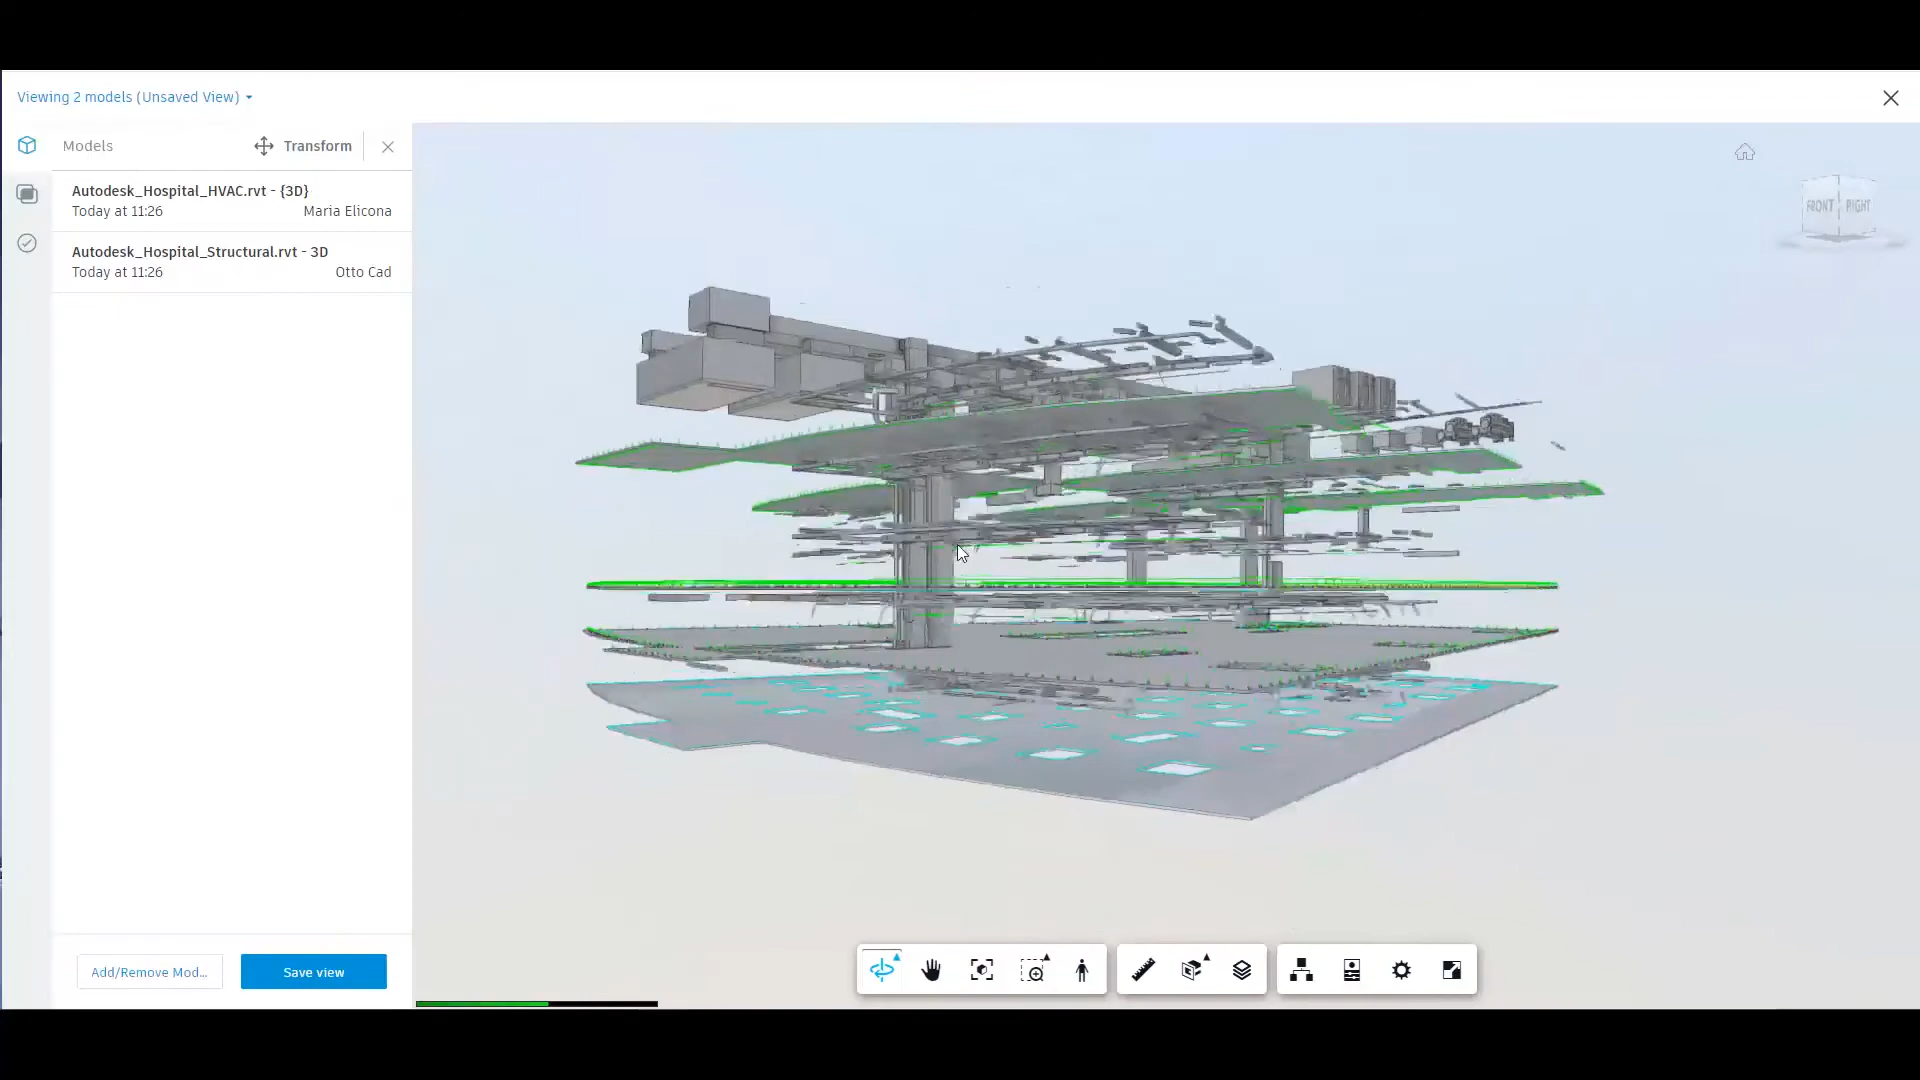 Viewing 2 models (Unsaved View)
Models
Transform
Autodesk_Hospital_HVAC.rvt - {3D}
Today at 11:26
Maria Elicona
Autodesk_Hospital_Structural.rvt - 3D
Today at 11:26
Otto Cad
FRONT
RIGHT
Add/Remove Mod...
Save view